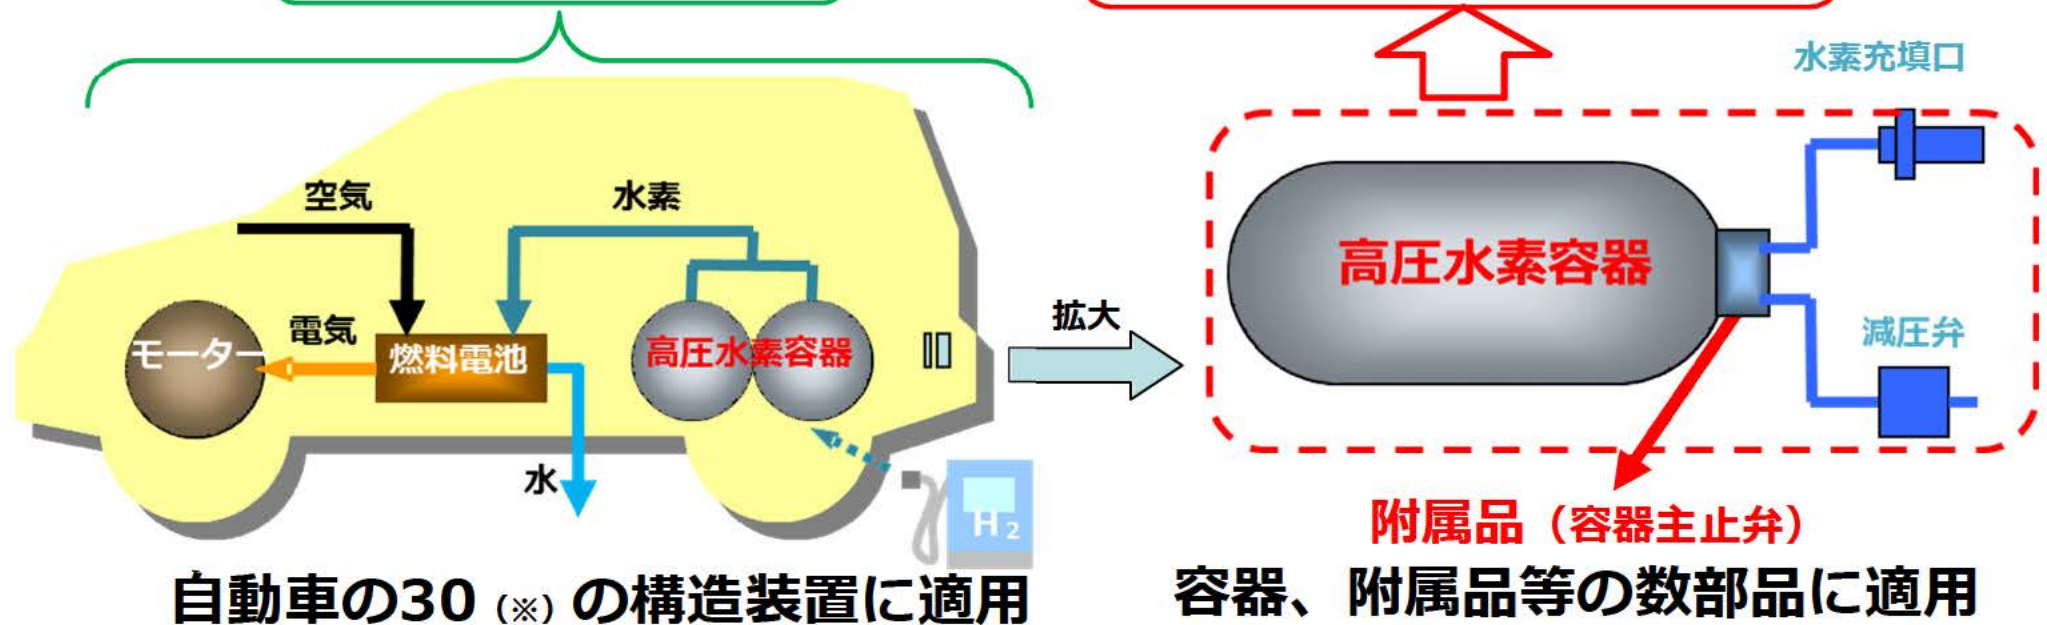 水素充填口
空気
水素
高圧水素容器
拡大
電気
モーター
燃料電池
高圧水素容器
減圧弁
水
H2
附属品（容器主止弁）
自動車の30（※）の構造装置に適用
容器、附属品等の数部品に適用